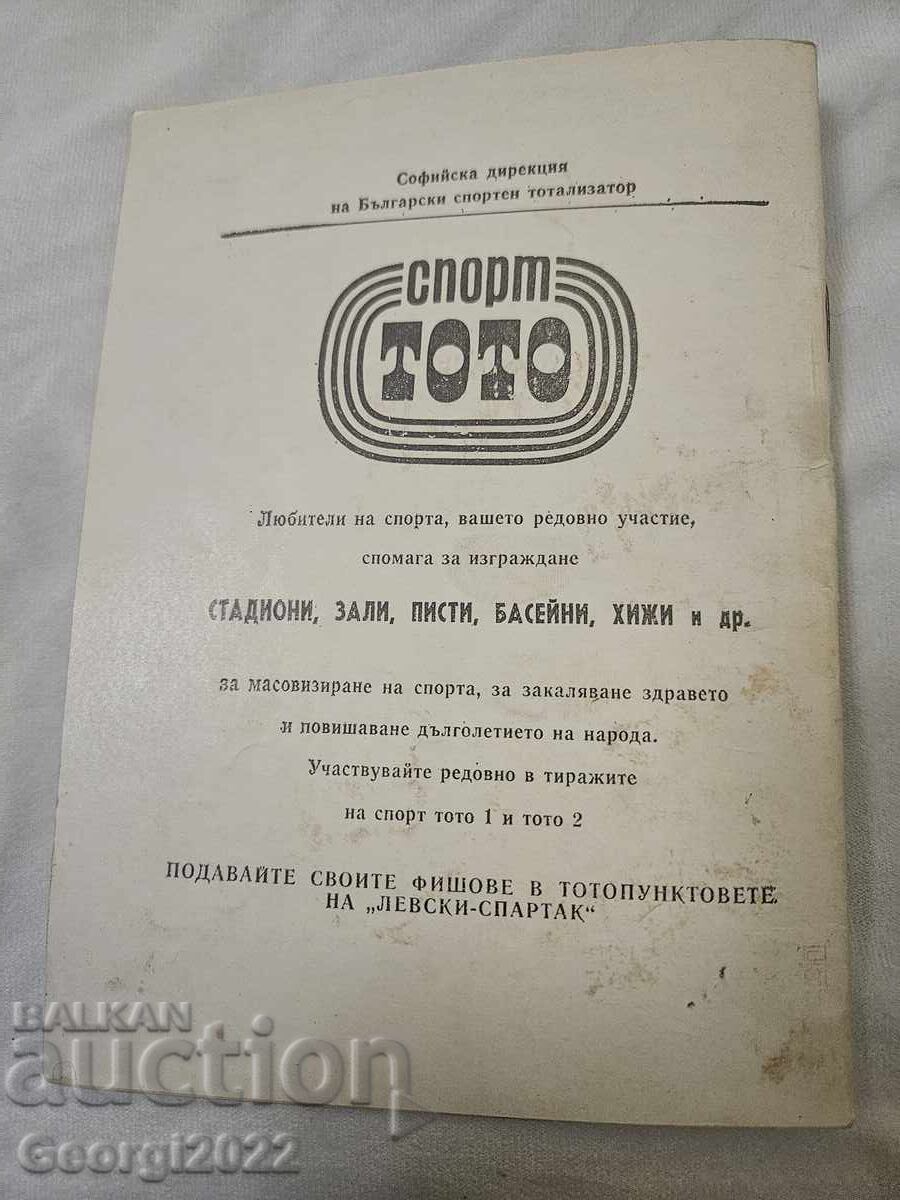 Софийска дирекция
на Български спортен тотализатор
спорт
ТОТО
Любители на спорта, вашето редовно участие,
спомага за изграждане
СТАДИОНИ, ЗАЛИ, ПИСТИ, БАСЕЙНИ, ХИЖИ и др.
за масовизиране на спорта, за закаляване здравето
и повишаване дълголетието на народа.
Участвувайте редовно в тиражите
на спорт тото 1 и тото 2
ПОДАВАЙТЕ СВОИТЕ ФИШОВЕ В ТОТОПУНКТОВЕТЕ
НА „ЛЕВСКИ-СПАРТАК“
BALKAN
auction
Georgi2022